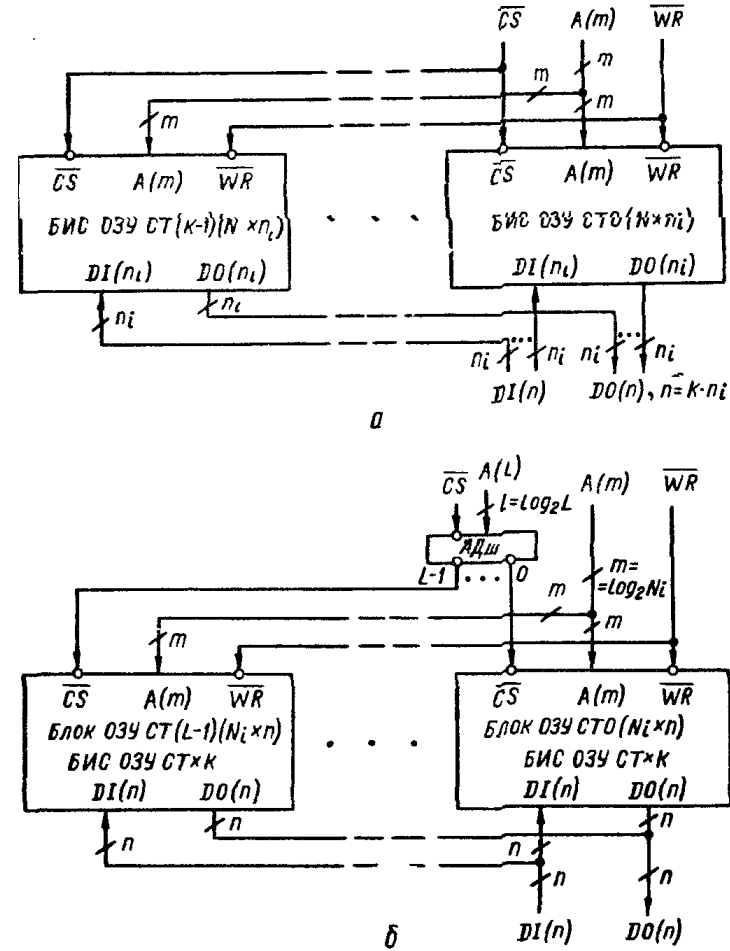 CS A(m) WR
m
m m
m
CS A(m) WR
БИС ОЗУ СТ(к-1)(N×nᵢ)
DI(nᵢ) DO(nᵢ)
. . .
CS A(m) WR
БИС ОЗУ СТ0(N×nᵢ)
DI(nᵢ) DO(nᵢ)
nᵢ nᵢ
... ...
nᵢ nᵢ nᵢ nᵢ
DI(n) DO(n), n=к·nᵢ
а
CS A(l) A(m) WR
l=log₂L
АДш
L-1 ... 0
m=
=log₂Nᵢ
m
m m
CS A(m) WR
Блок ОЗУ СТ(L-1)(Nᵢ×n)
БИС ОЗУ СТ×К
DI(n) DO(n)
. . .
CS A(m) WR
Блок ОЗУ СТ0(Nᵢ×n)
БИС ОЗУ СТ×К
DI(n) DO(n)
n n
n n
n n
DI(n) DO(n)
б